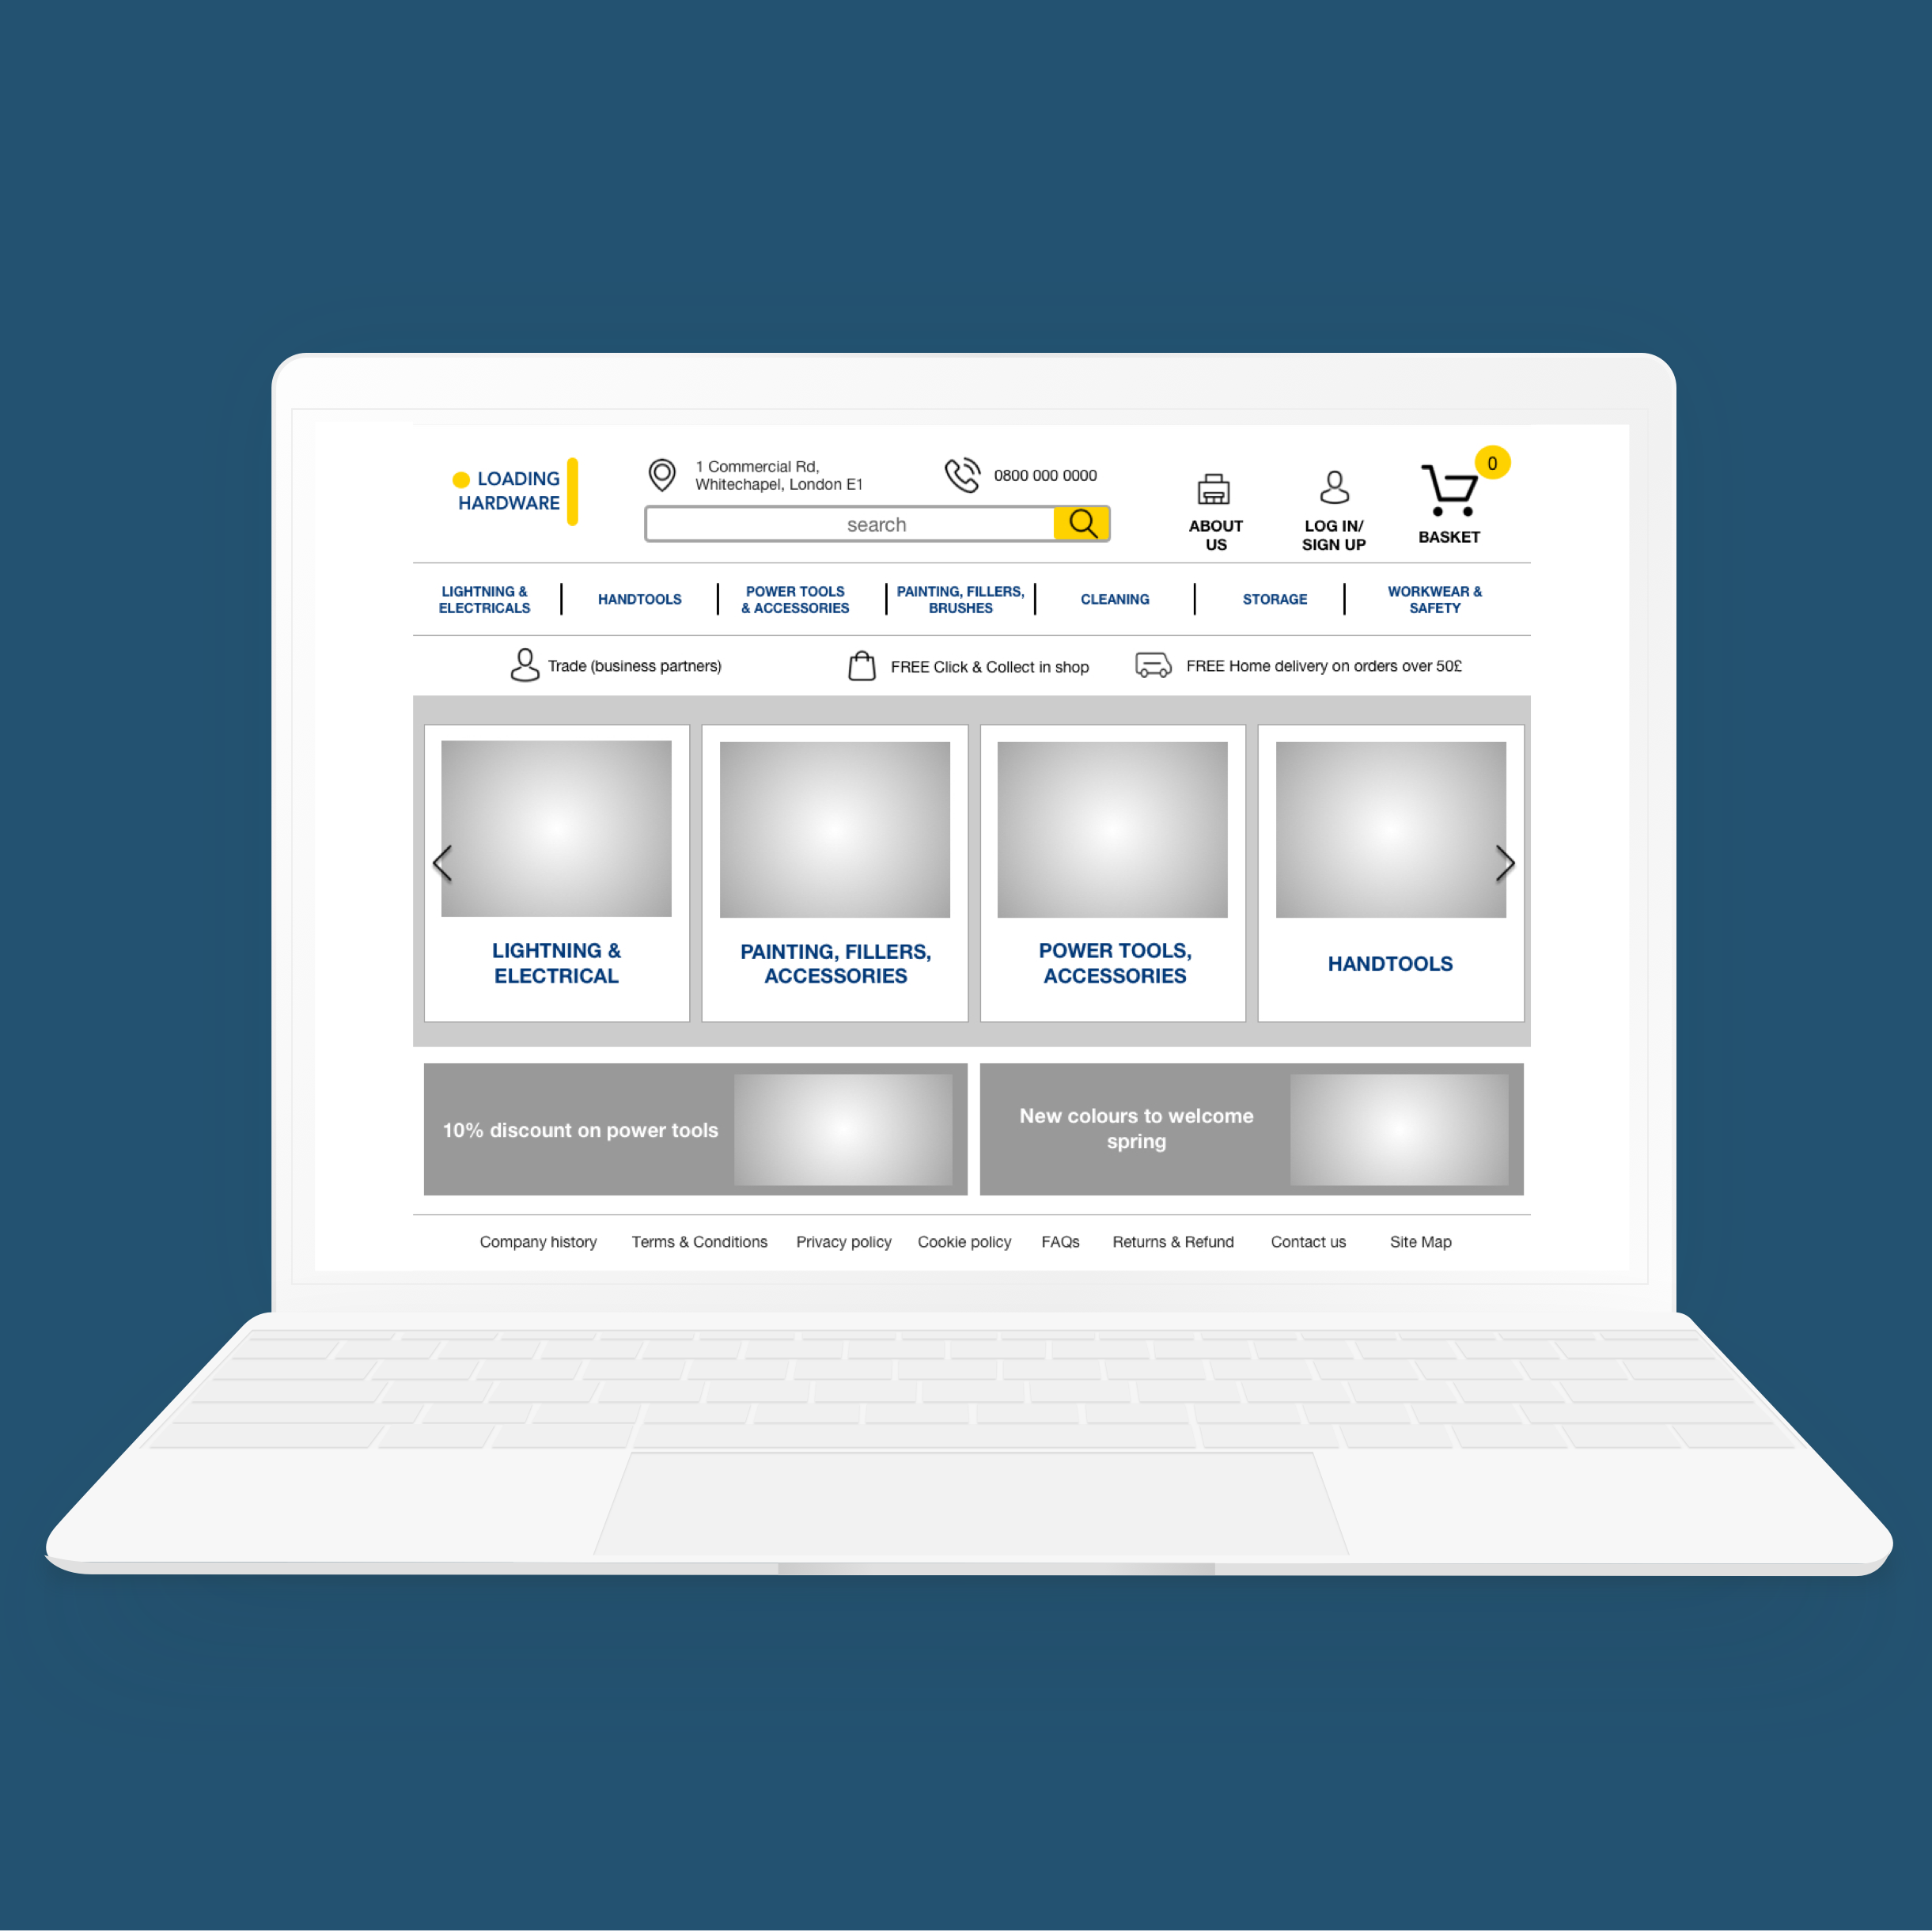 LOADING
HARDWARE
1 Commercial Rd,
Whitechapel, London E1
0800 000 0000
search
ABOUT
US
LOG IN/
SIGN UP
0
BASKET
LIGHTNING &
ELECTRICALS
HANDTOOLS
POWER TOOLS
& ACCESSORIES
PAINTING, FILLERS,
BRUSHES
CLEANING
STORAGE
WORKWEAR &
SAFETY
Trade (business partners)
FREE Click & Collect in shop
FREE Home delivery on orders over 50£
LIGHTNING &
ELECTRICAL
PAINTING, FILLERS,
ACCESSORIES
POWER TOOLS,
ACCESSORIES
HANDTOOLS
10% discount on power tools
New colours to welcome
spring
Company history
Terms & Conditions
Privacy policy
Cookie policy
FAQs
Returns & Refund
Contact us
Site Map